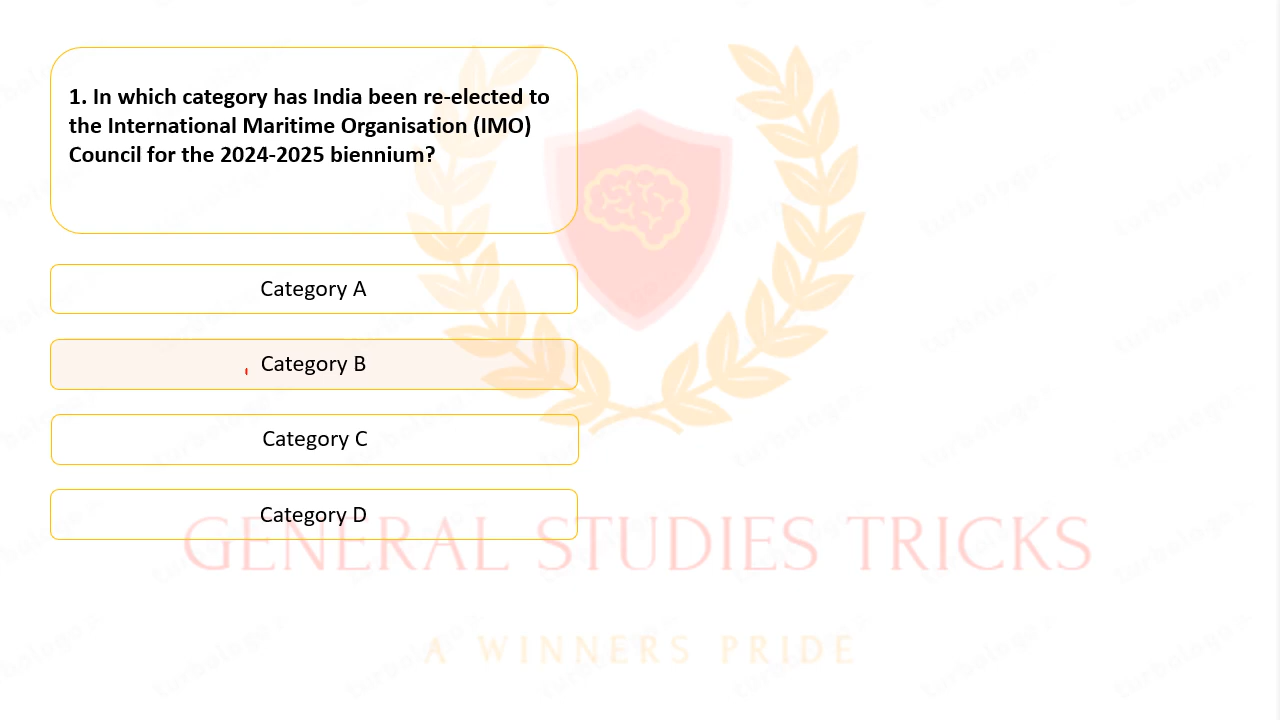 1. In which category has India been re-elected to
the International Maritime Organisation (IMO)
Council for the 2024-2025 biennium?
Category A
Category B
Category C
Category D
GENERAL STUDIES TRICKS
A WINNERS PRIDE
turbologo